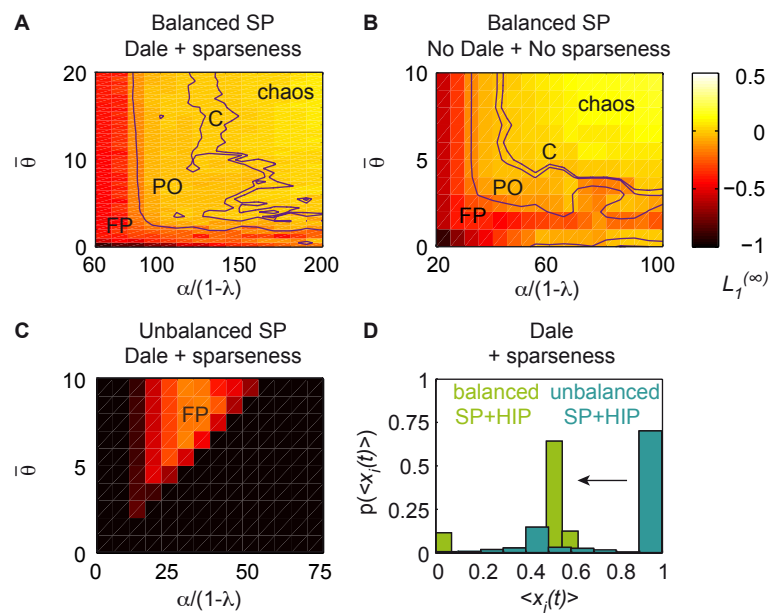 A
Balanced SP
Dale + sparseness
20
10
0
θ̄
chaos
C
PO
FP
60 100 150 200
α/(1-λ)
B
Balanced SP
No Dale + No sparseness
10
5
0
θ̄
chaos
C
PO
FP
20 60 100
α/(1-λ)
0.5
0
−0.5
−1
L₁⁽∞⁾
C
Unbalanced SP
Dale + sparseness
10
5
0
θ̄
FP
0 25 50 75
α/(1-λ)
D
Dale
+ sparseness
1
0.75
0.5
0.25
0
p(<xᵢ(t)>)
balanced
SP+HIP
unbalanced
SP+HIP
0 0.2 0.4 0.6 0.8 1
<xᵢ(t)>